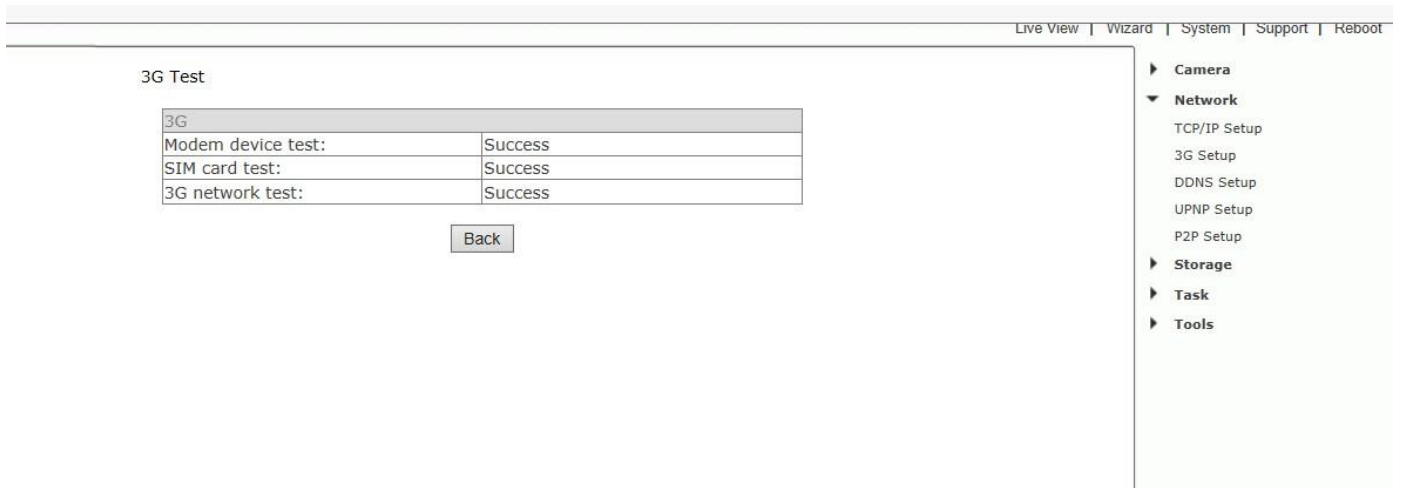 Live View | Wizard | System | Support | Reboot
3G Test
3G
Modem device test: Success
SIM card test: Success
3G network test: Success
Back
Camera
Network
TCP/IP Setup
3G Setup
DDNS Setup
UPNP Setup
P2P Setup
Storage
Task
Tools